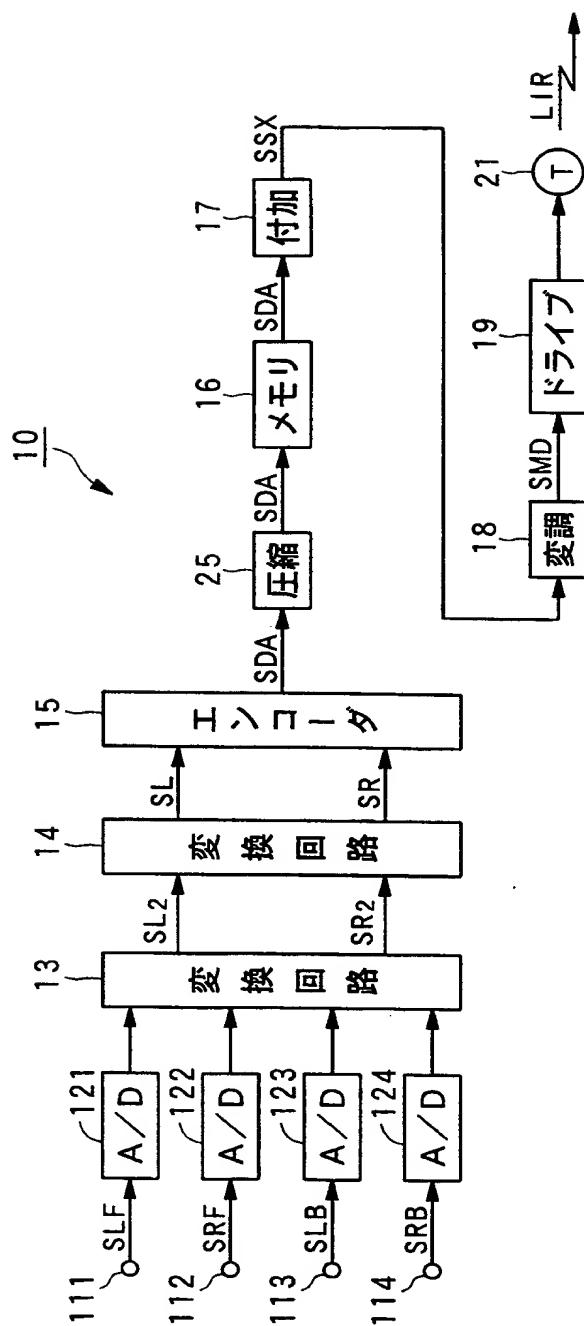 10
111
SLF
121
A/D
112
SRF
122
A/D
113
SLB
123
A/D
114
SRB
124
A/D
13
変換回路
SL2
SR2
14
変換回路
SL
SR
15
エンコーダ
SDA
25
圧縮
SDA
16
メモリ
SDA
17
付加
SSX
18
変調
SMD
19
ドライブ
21
T
LIR